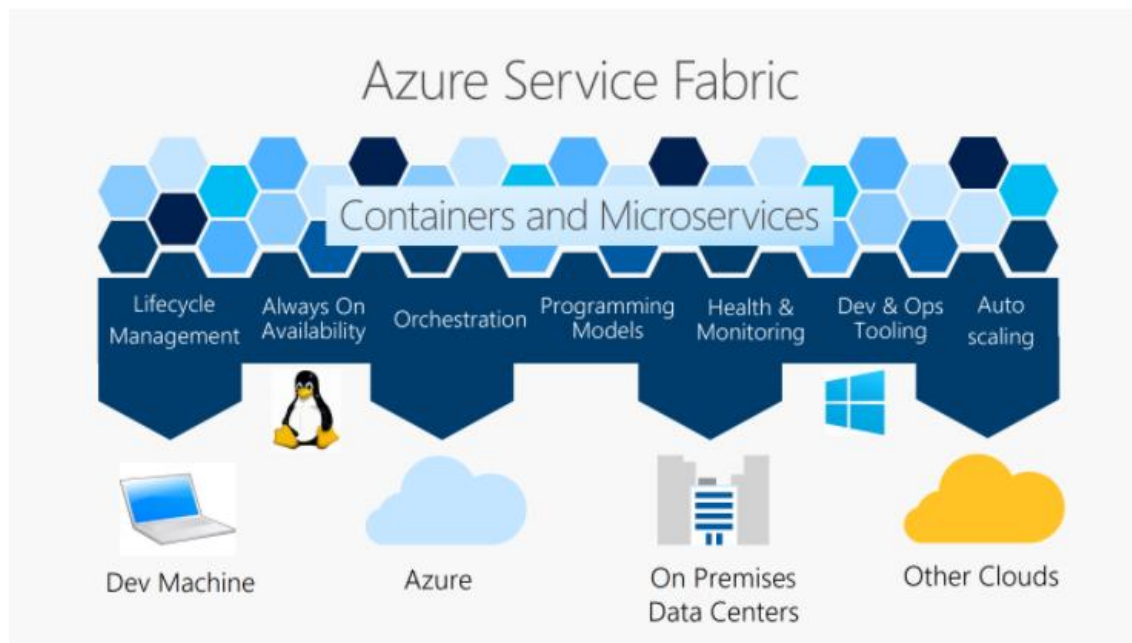 Azure Service Fabric
Containers and Microservices
Lifecycle
Management
Always On
Availability
Orchestration
Programming
Models
Health &
Monitoring
Dev & Ops
Tooling
Auto
scaling
Dev Machine
Azure
On Premises
Data Centers
Other Clouds